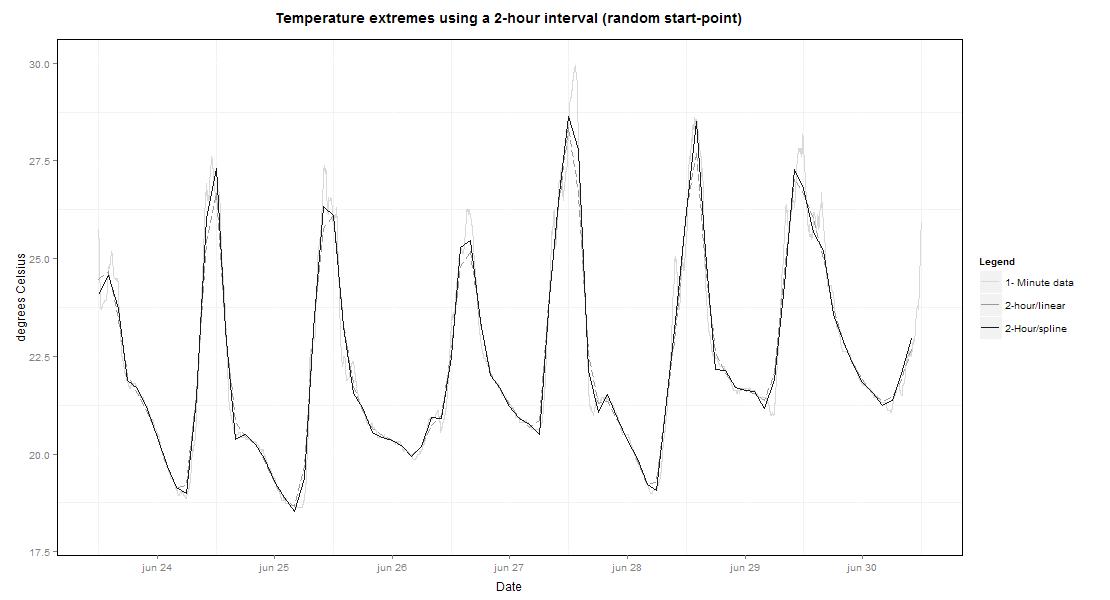 Temperature extremes using a 2-hour interval (random start-point)
30.0
27.5
25.0
22.5
20.0
17.5
degrees Celsius
jun 24
jun 25
jun 26
jun 27
jun 28
jun 29
jun 30
Date
Legend
1- Minute data
2-hour/linear
2-Hour/spline